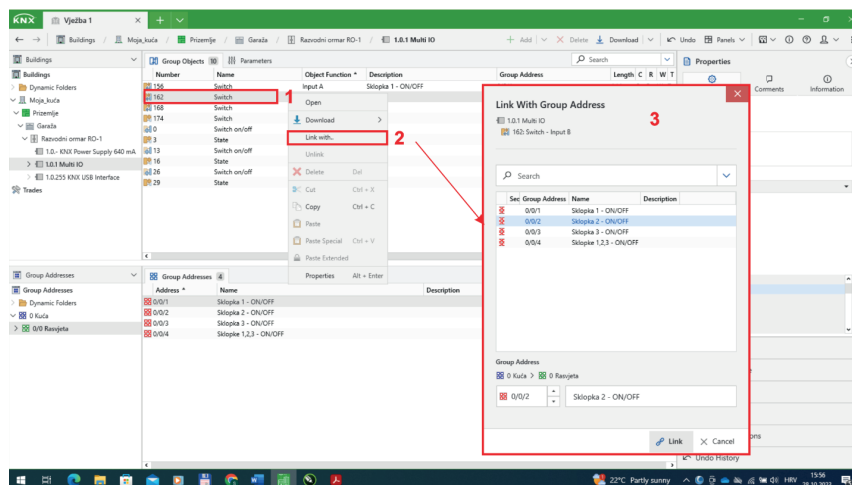 KNX Vježba 1 × +
Buildings / Moja_kuća / Prizemlje / Garaža / Razvodni ormar RO-1 / 1.0.1 Multi IO
Add Delete Download Undo Panels
Buildings
Group Objects 10 Parameters
Search
Properties
Buildings
Number Name Object Function Description Group Address Length C R W T
Comments Information
Dynamic Folders
Moja_kuća
Prizemlje
Garaža
Razvodni ormar RO-1
1.0.- KNX Power Supply 640 mA
1.0.1 Multi IO
1.0.255 KNX USB Interface
Trades
156 Switch Input A Sklopka 1 - ON/OFF
162 Switch
168 Switch
174 Switch
0 Switch on/off
3 State
13 Switch on/off
16 State
26 Switch on/off
29 State
1
Open
Download
Link with..
2
Unlink
Delete Del
Cut Ctrl + X
Copy Ctrl + C
Paste
Paste Special Ctrl + V
Paste Extended
Properties Alt + Enter
Link With Group Address
3
1.0.1 Multi IO
162: Switch - Input B
Search
Sec Group Address Name Description
0/0/1 Sklopka 1 - ON/OFF
0/0/2 Sklopka 2 - ON/OFF
0/0/3 Sklopka 3 - ON/OFF
0/0/4 Sklopke 1,2,3 - ON/OFF
Group Address
0 Kuća > 0 Rasvjeta
0/0/2 Sklopka 2 - ON/OFF
Link Cancel
Group Addresses
Group Addresses
Dynamic Folders
0 Kuća
0/0 Rasvjeta
Group Addresses 4
Address Name Description
0/0/1 Sklopka 1 - ON/OFF
0/0/2 Sklopka 2 - ON/OFF
0/0/3 Sklopka 3 - ON/OFF
0/0/4 Sklopke 1,2,3 - ON/OFF
Undo History
22°C Partly sunny
HRV
15:56
28.10.2023.